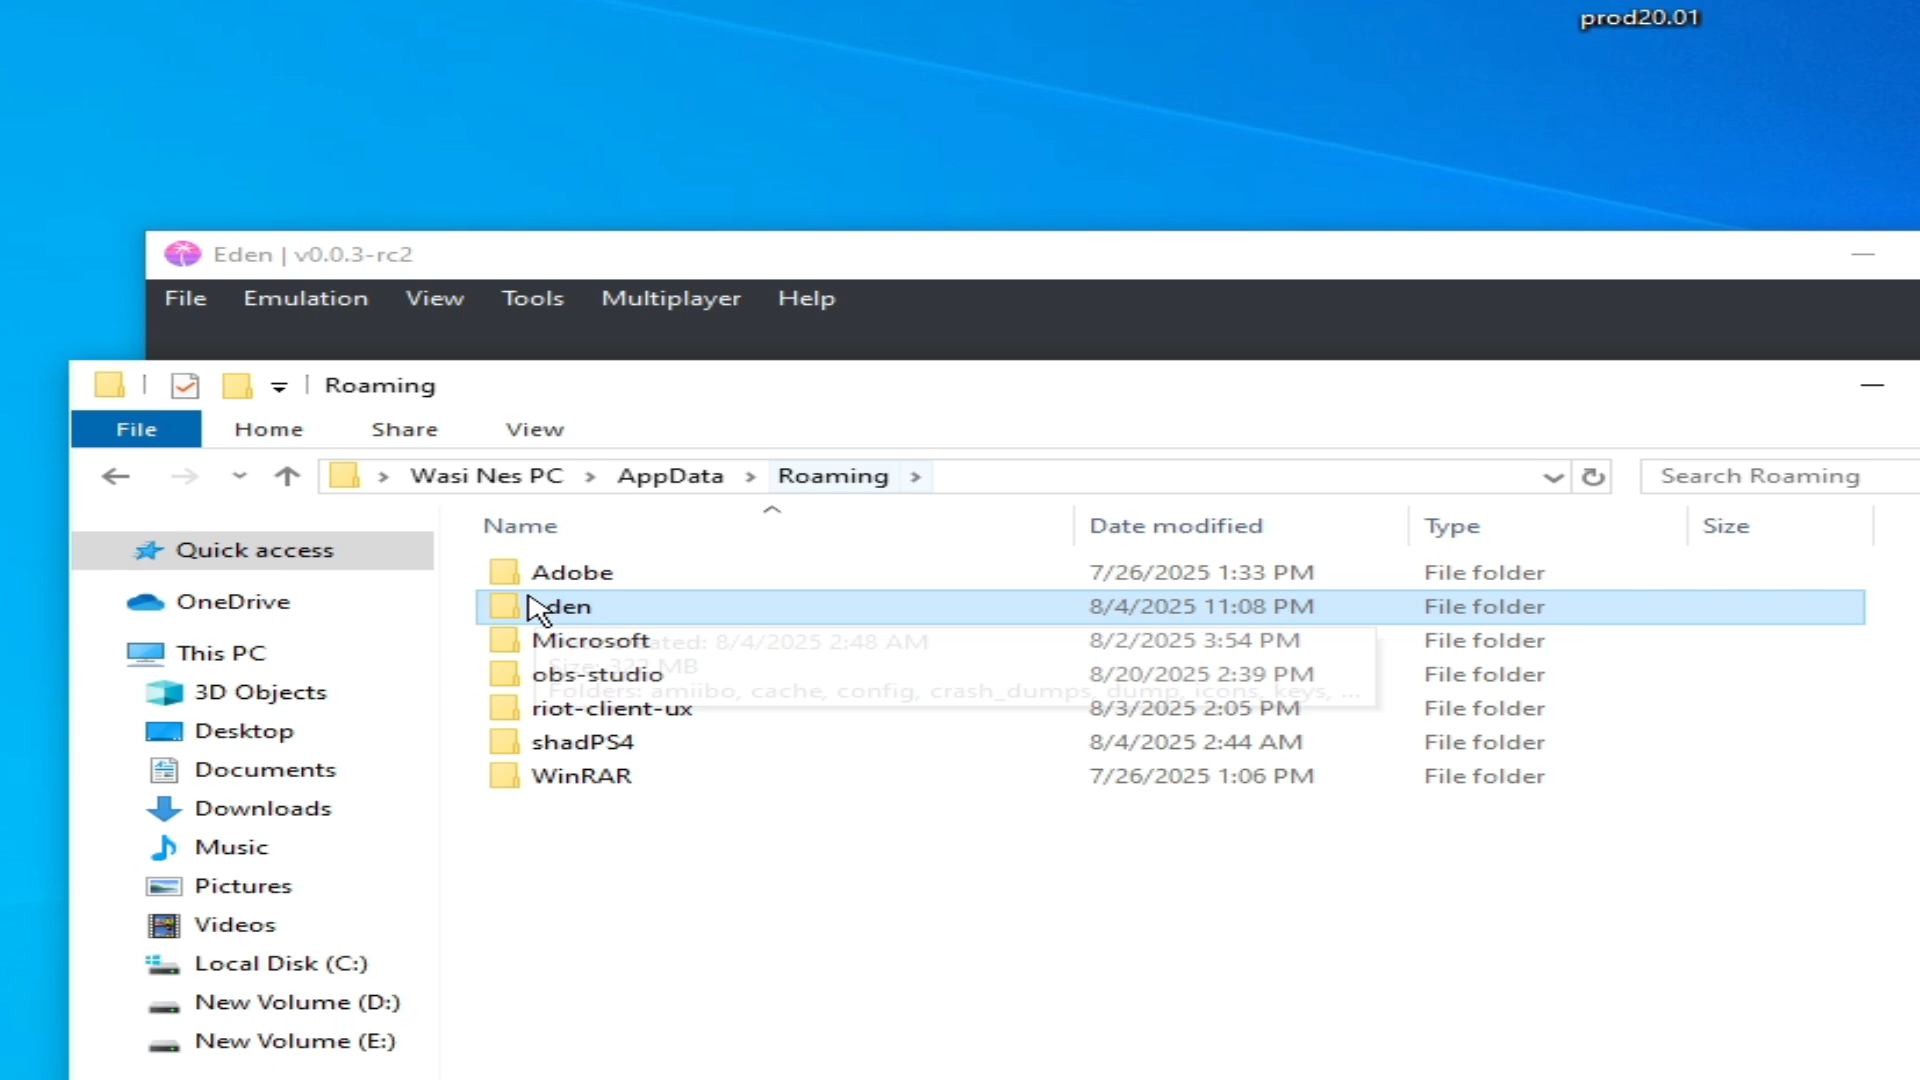 prod20.01
Eden | v0.0.3-rc2
File Emulation View Tools Multiplayer Help
Roaming
File Home Share View
Wasi Nes PC › AppData › Roaming ›
Search Roaming
Name Date modified Type Size
Quick access
OneDrive
This PC
3D Objects
Desktop
Documents
Downloads
Music
Pictures
Videos
Local Disk (C:)
New Volume (D:)
New Volume (E:)
Adobe 7/26/2025 1:33 PM File folder
eden 8/4/2025 11:08 PM File folder
Microsoft 8/2/2025 3:54 PM File folder
obs-studio 8/20/2025 2:39 PM File folder
riot-client-ux 8/3/2025 2:05 PM File folder
shadPS4 8/4/2025 2:44 AM File folder
WinRAR 7/26/2025 1:06 PM File folder
8/4/2025 2:48 AM
MB
Folders: amiibo, cache, config, crash_dumps, dump, icons, keys, ...